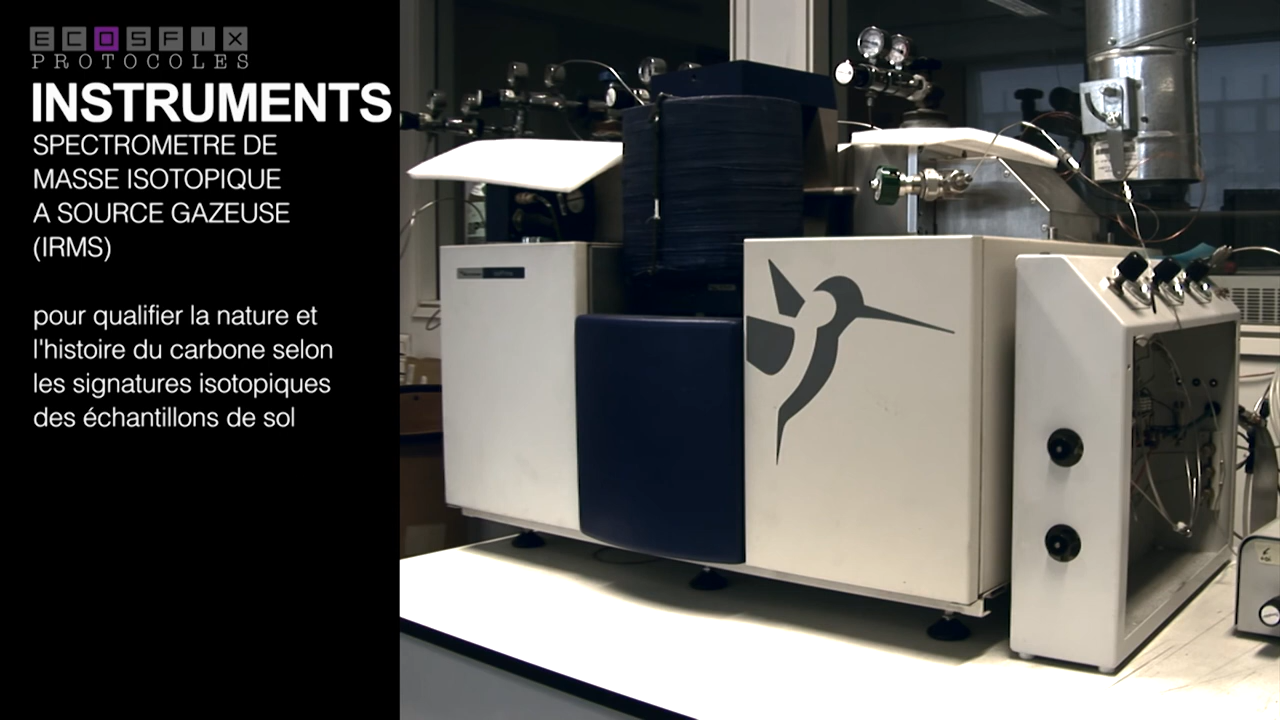 ECOSFIX
PROTOCOLES
INSTRUMENTS
SPECTROMETRE DE
MASSE ISOTOPIQUE
A SOURCE GAZEUSE
(IRMS)
pour qualifier la nature et
l'histoire du carbone selon
les signatures isotopiques
des échantillons de sol